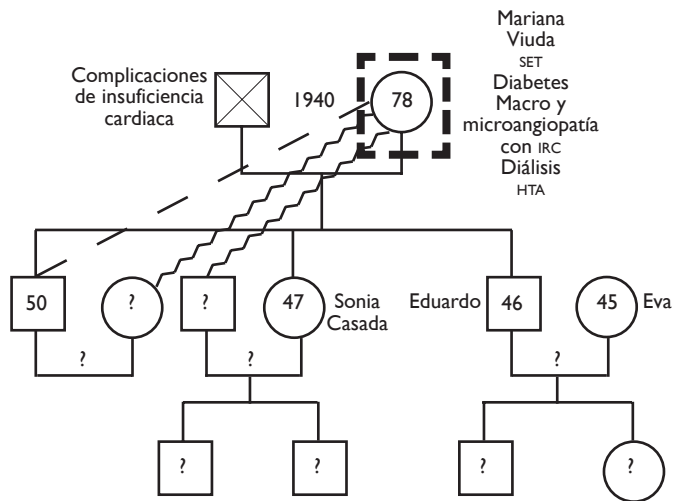 Mariana
Viuda
SET
Diabetes
Macro y
microangiopatía
con IRC
Diálisis
HTA
Complicaciones
de insuficiencia
cardiaca
1940
78
50
?
?
47
Sonia
Casada
Eduardo
46
45
Eva
?
?
?
?
?
?
?